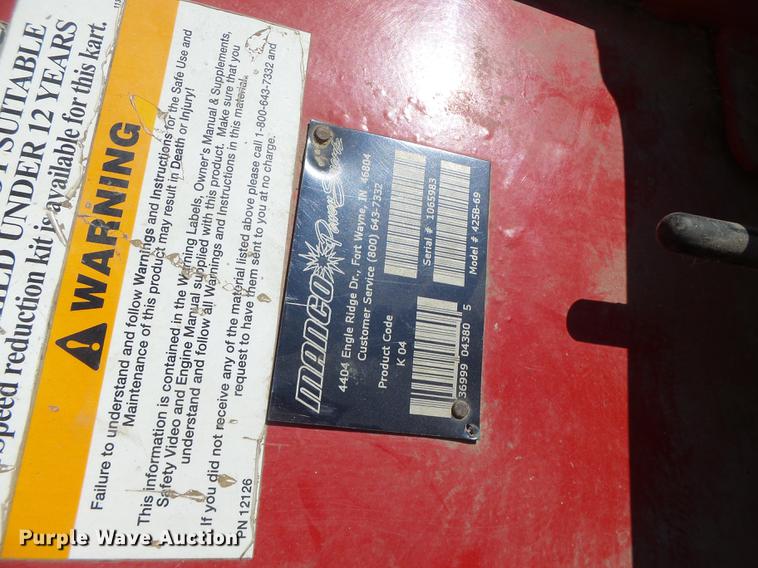 OT SUITABLE
ILD UNDER 12 YEARS
speed reduction kit is available for this kart.
WARNING
Failure to understand and follow Warnings and Instructions for the Safe Use and
Maintenance of this product may result in Death or Injury!
This information is contained in the Warning Labels, Owner's Manual & Supplements,
Safety Video and Engine Manual supplied with this product. Make sure that you
understand and follow all Warnings and Instructions in this material.
If you did not receive any of the material listed above please call 1-800-643-7332 and
request to have them sent to you at no charge.
PN 12126
MANCO Power Sports
4404 Engle Ridge Dr., Fort Wayne, IN 46804
Customer Service (800) 643-7332
Product Code
K 04
36999 04380 5
Serial # 1065983
Model # 425B-69
Purple Wave Auction